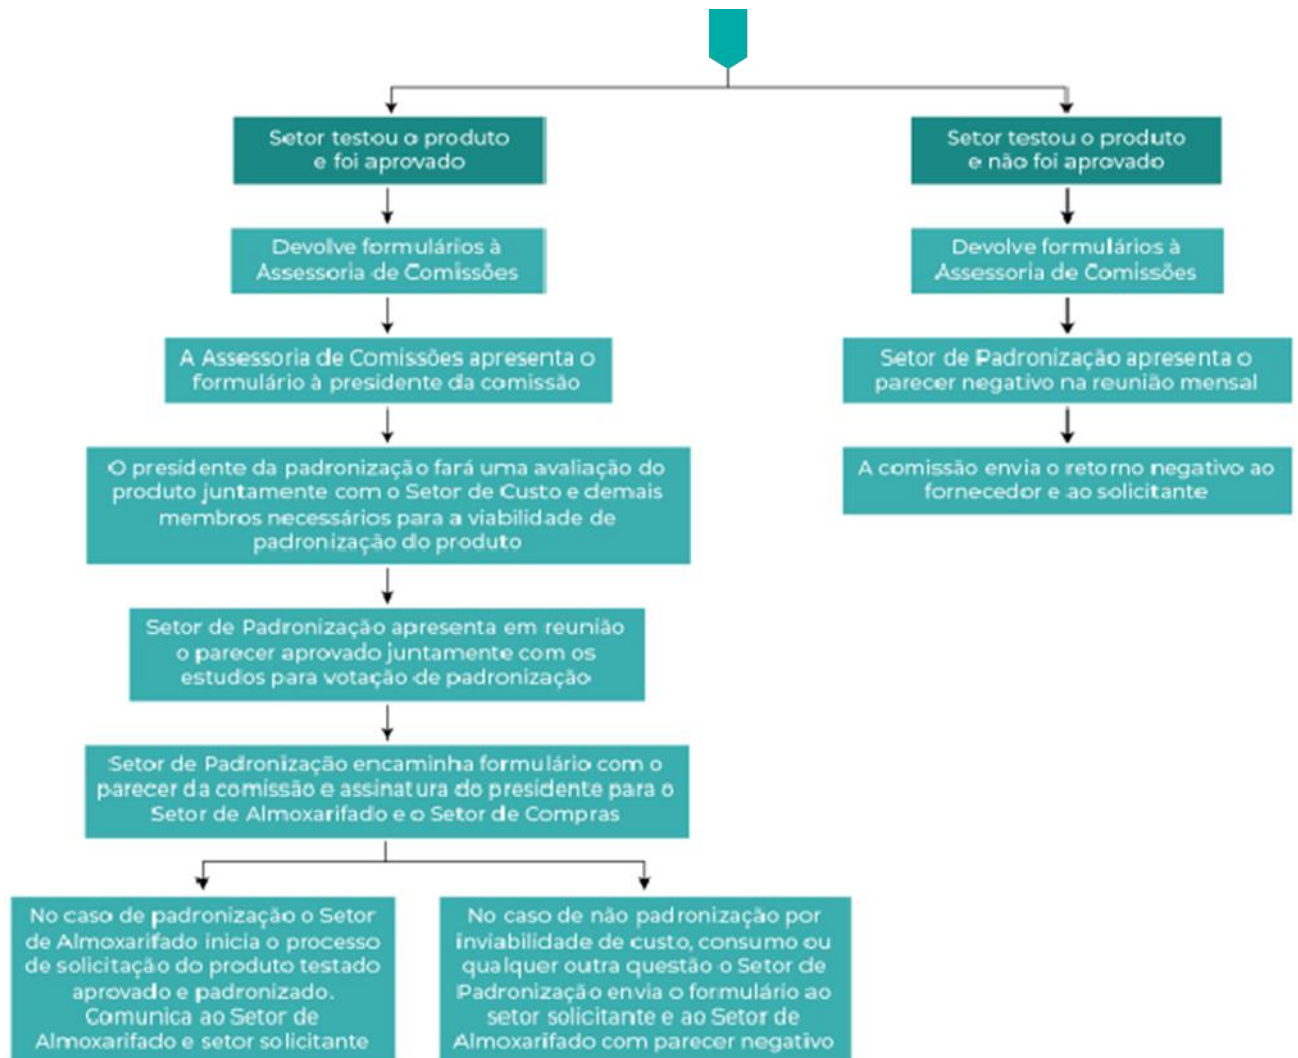 Setor testou o produto
e foi aprovado
Devolve formulários à
Assessoria de Comissões
A Assessoria de Comissões apresenta o
formulário à presidente da comissão
O presidente da padronização fará uma avaliação do
produto juntamente com o Setor de Custo e demais
membros necessários para a viabilidade de
padronização do produto
Setor de Padronização apresenta em reunião
o parecer aprovado juntamente com os
estudos para votação de padronização
Setor de Padronização encaminha formulário com o
parecer da comissão e assinatura do presidente para o
Setor de Almoxarifado e o Setor de Compras
No caso de padronização o Setor
de Almoxarifado inicia o processo
de solicitação do produto testado
aprovado e padronizado.
Comunica ao Setor de
Almoxarifado e setor solicitante
No caso de não padronização por
inviabilidade de custo, consumo ou
qualquer outra questão o Setor de
Padronização envia o formulário ao
setor solicitante e ao Setor de
Almoxarifado com parecer negativo
Setor testou o produto
e não foi aprovado
Devolve formulários à
Assessoria de Comissões
Setor de Padronização apresenta o
parecer negativo na reunião mensal
A comissão envia o retorno negativo ao
fornecedor e ao solicitante